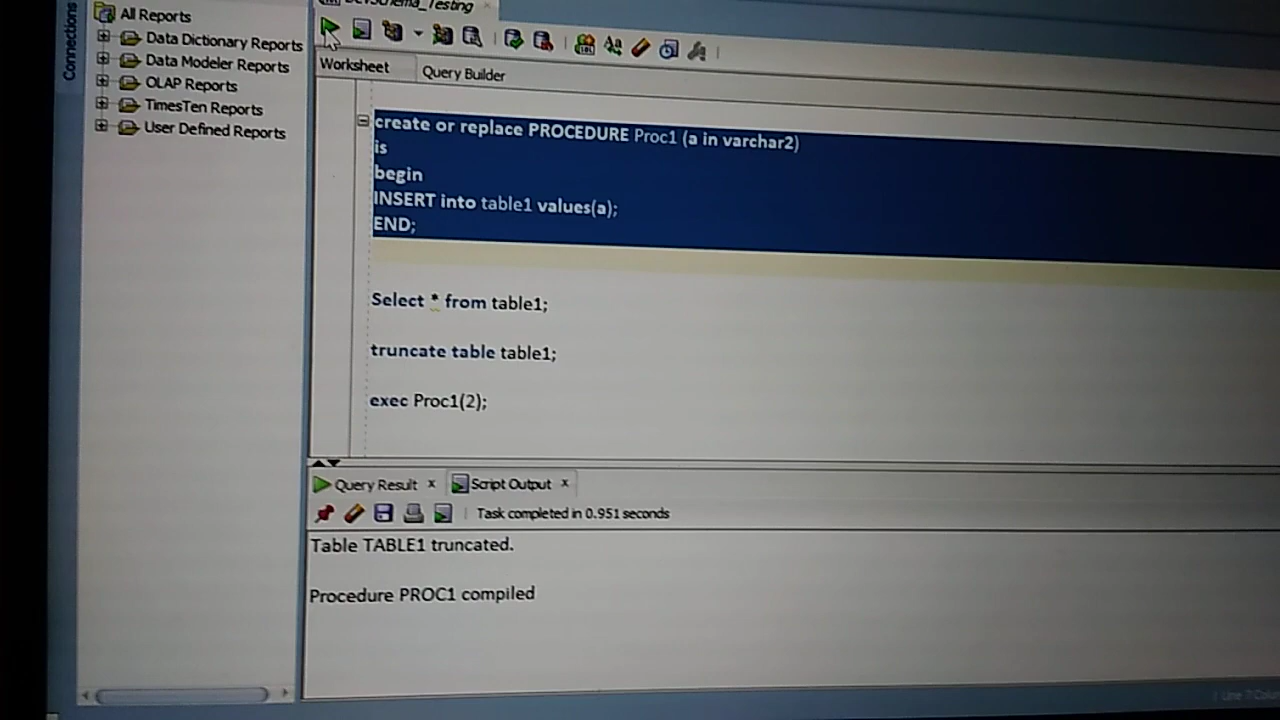 Connections
All Reports
Data Dictionary Reports
Data Modeler Reports
OLAP Reports
TimesTen Reports
User Defined Reports
Worksheet
Query Builder
create or replace PROCEDURE Proc1 (a in varchar2)
is
begin
INSERT into table1 values(a);
END;
Select * from table1;
truncate table table1;
exec Proc1(2);
Query Result x
Script Output x
Task completed in 0.951 seconds
Table TABLE1 truncated.
Procedure PROC1 compiled